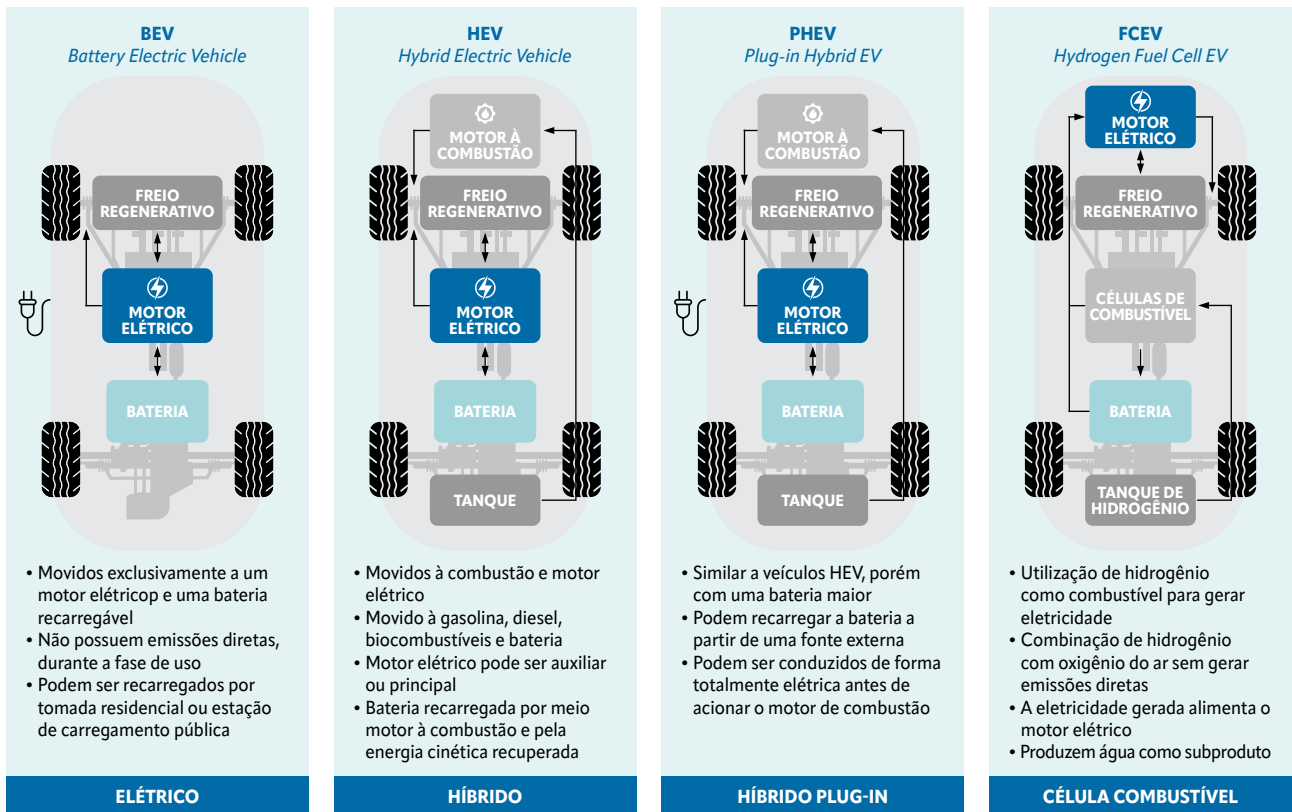 BEV
Battery Electric Vehicle
FREIO
REGENERATIVO
MOTOR
ELÉTRICO
BATERIA
• Movidos exclusivamente a um
motor elétricop e uma bateria
recarregável
• Não possuem emissões diretas,
durante a fase de uso
• Podem ser recarregados por
tomada residencial ou estação
de carregamento pública
ELÉTRICO
HEV
Hybrid Electric Vehicle
MOTOR À
COMBUSTÃO
FREIO
REGENERATIVO
MOTOR
ELÉTRICO
BATERIA
TANQUE
• Movidos à combustão e motor
elétrico
• Movido à gasolina, diesel,
biocombustíveis e bateria
• Motor elétrico pode ser auxiliar
ou principal
• Bateria recarregada por meio
motor à combustão e pela
energia cinética recuperada
HÍBRIDO
PHEV
Plug-in Hybrid EV
MOTOR À
COMBUSTÃO
FREIO
REGENERATIVO
MOTOR
ELÉTRICO
BATERIA
TANQUE
• Similar a veículos HEV, porém
com uma bateria maior
• Podem recarregar a bateria a
partir de uma fonte externa
• Podem ser conduzidos de forma
totalmente elétrica antes de
acionar o motor de combustão
HÍBRIDO PLUG-IN
FCEV
Hydrogen Fuel Cell EV
MOTOR
ELÉTRICO
FREIO
REGENERATIVO
CÉLULAS DE
COMBUSTÍVEL
BATERIA
TANQUE DE
HIDROGÊNIO
• Utilização de hidrogênio
como combustível para gerar
eletricidade
• Combinação de hidrogênio
com oxigênio do ar sem gerar
emissões diretas
• A eletricidade gerada alimenta o
motor elétrico
• Produzem água como subproduto
CÉLULA COMBUSTÍVEL